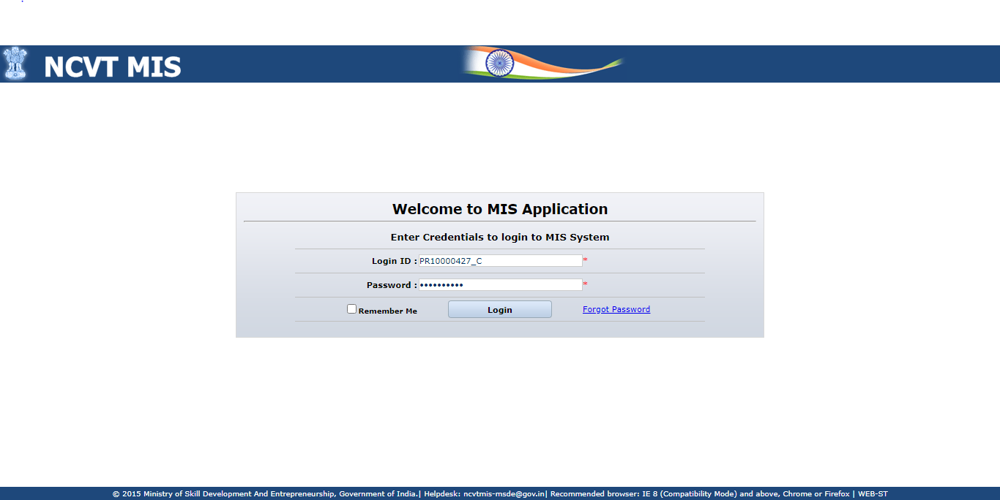 NCVT MIS
Welcome to MIS Application
Enter Credentials to login to MIS System
Login ID : PR10000427_C *
Password : •••••••••• *
Remember Me Login Forgot Password
© 2015 Ministry of Skill Development And Entrepreneurship, Government of India.| Helpdesk: ncvtmis-msde@gov.in| Recommended browser: IE 8 (Compatibility Mode) and above, Chrome or Firefox | WEB-ST